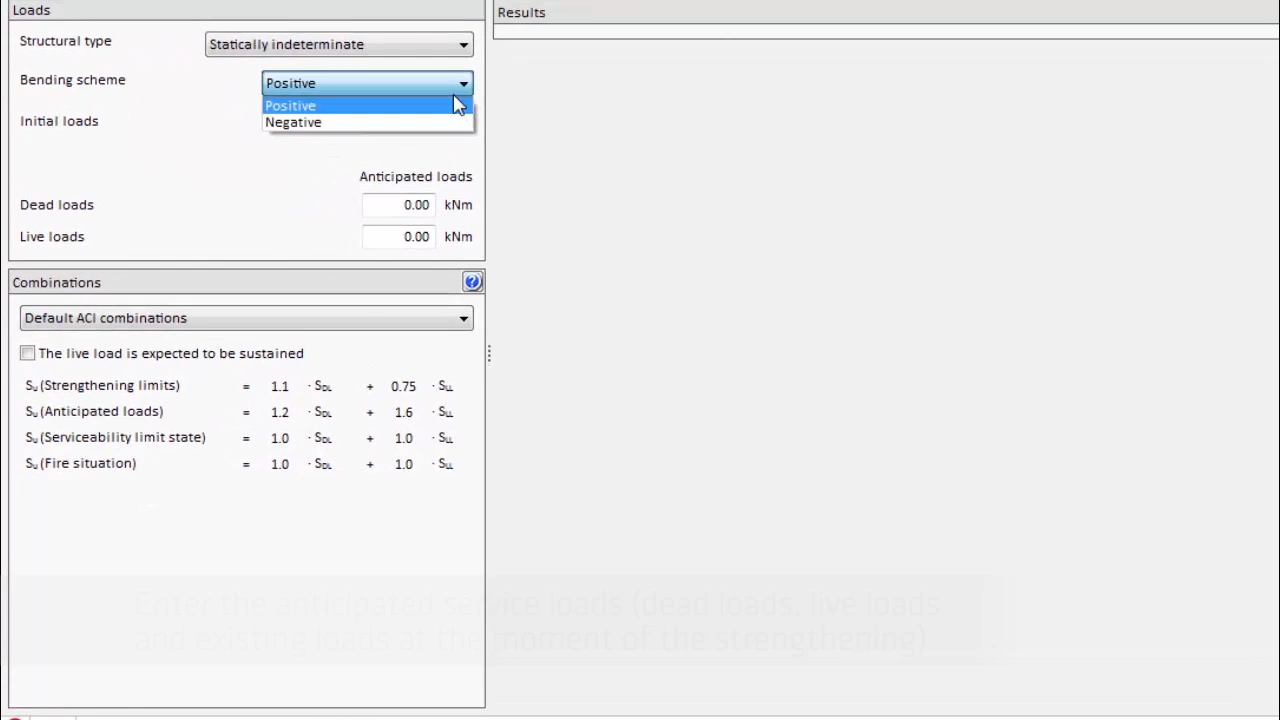 Loads
Structural type Statically indeterminate
Bending scheme Positive
Positive
Negative
Initial loads
Anticipated loads
Dead loads 0.00 kNm
Live loads 0.00 kNm
Combinations
Default ACI combinations
The live load is expected to be sustained
Su (Strengthening limits) = 1.1 · SDL + 0.75 · SLL
Su (Anticipated loads) = 1.2 · SDL + 1.6 · SLL
Su (Serviceability limit state) = 1.0 · SDL + 1.0 · SLL
Su (Fire situation) = 1.0 · SDL + 1.0 · SLL
Results
Enter the anticipated service loads (dead loads, live loads
and existing loads at the moment of the strengthening)